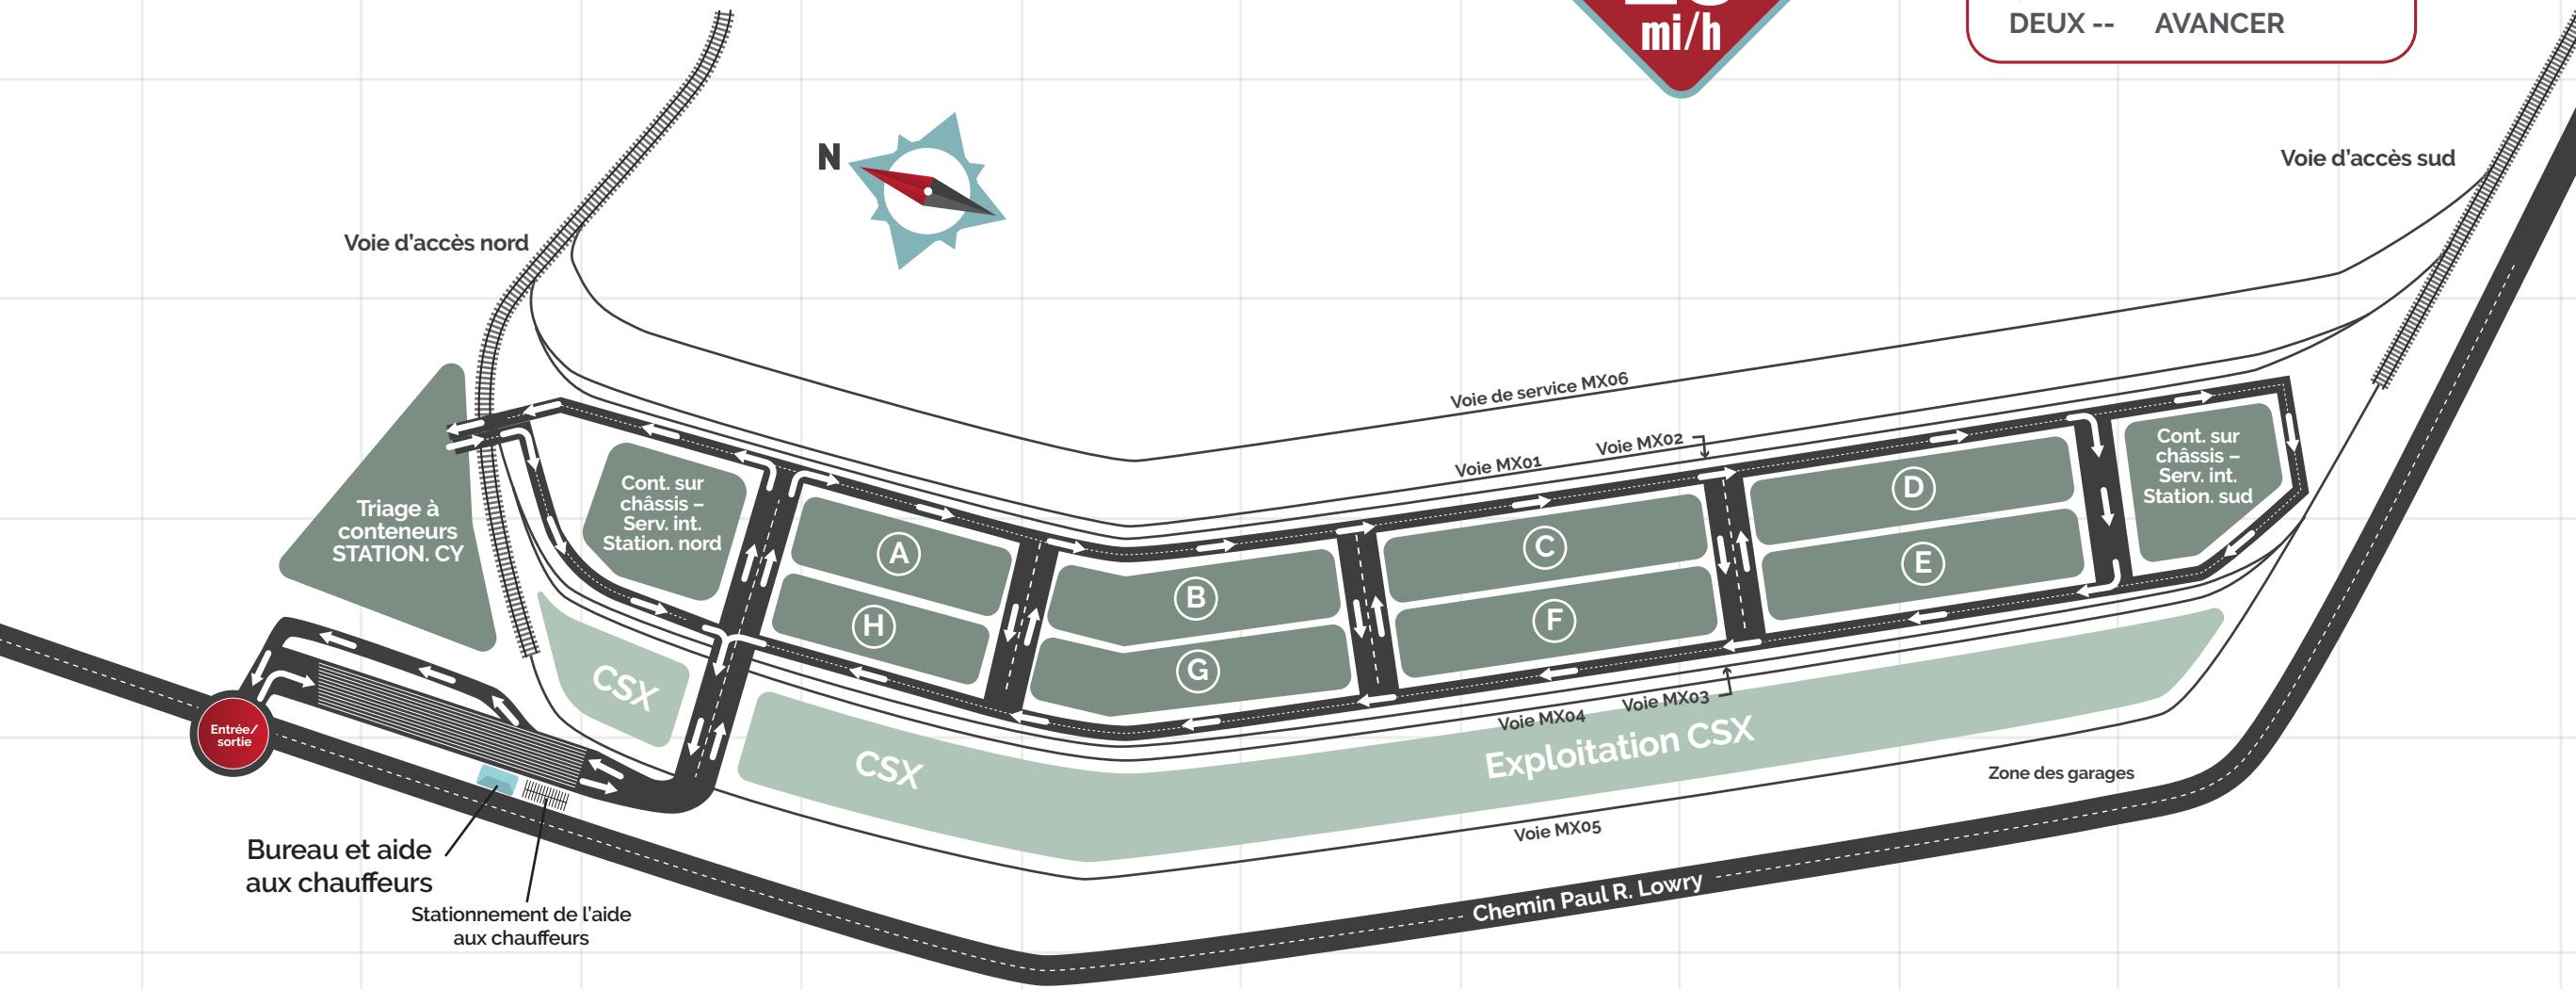 mi/h
DEUX -- AVANCER
N
Voie d'accès sud
Voie d'accès nord
Voie de service MX06
Voie MX02
Voie MX01
Triage à
conteneurs
STATION. CY
Cont. sur
châssis –
Serv. int.
Station. nord
Cont. sur
châssis –
Serv. int.
Station. sud
A
B
C
D
E
F
G
H
CSX
CSX
Exploitation CSX
Voie MX03
Voie MX04
Voie MX05
Zone des garages
Entrée/
sortie
Bureau et aide
aux chauffeurs
Stationnement de l'aide
aux chauffeurs
Chemin Paul R. Lowry